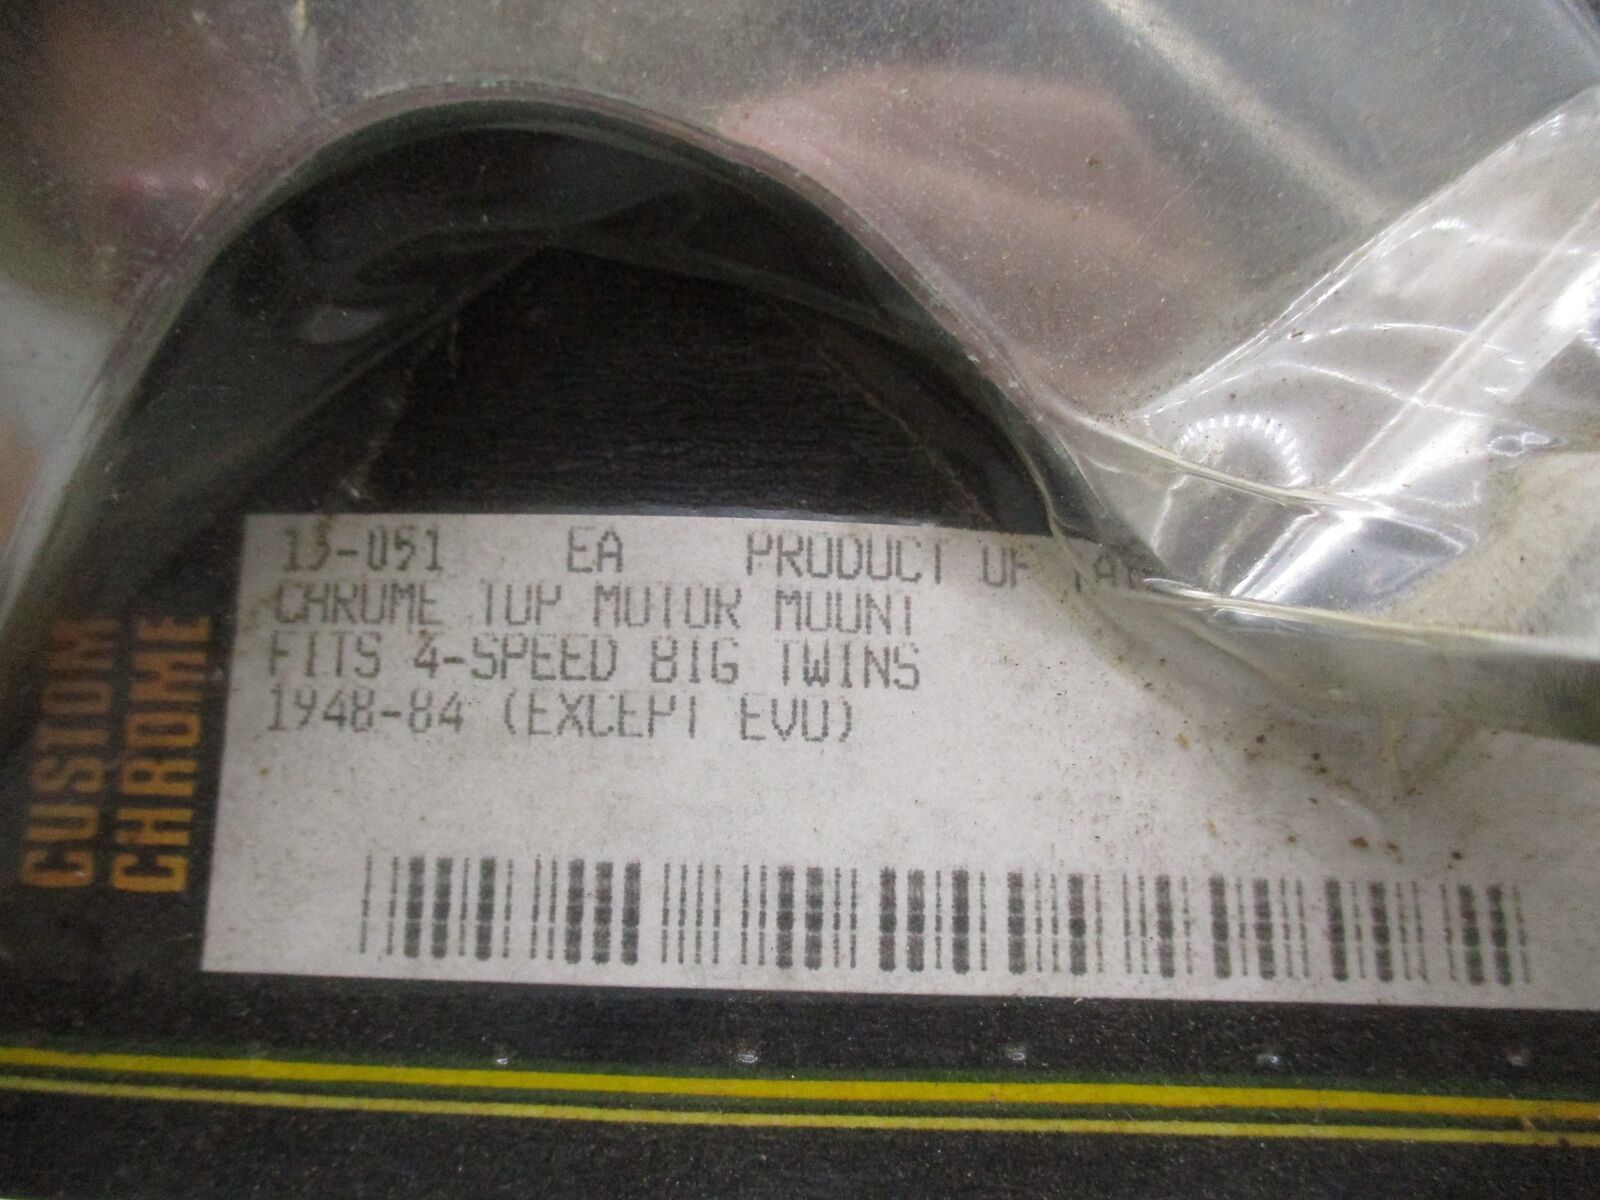 13-051 EA PRODUCT OF
CHROME TOP MOTOR MOUNT
FITS 4-SPEED BIG TWINS
1948-84 (EXCEPT EVO)
CUSTOM
CHROME